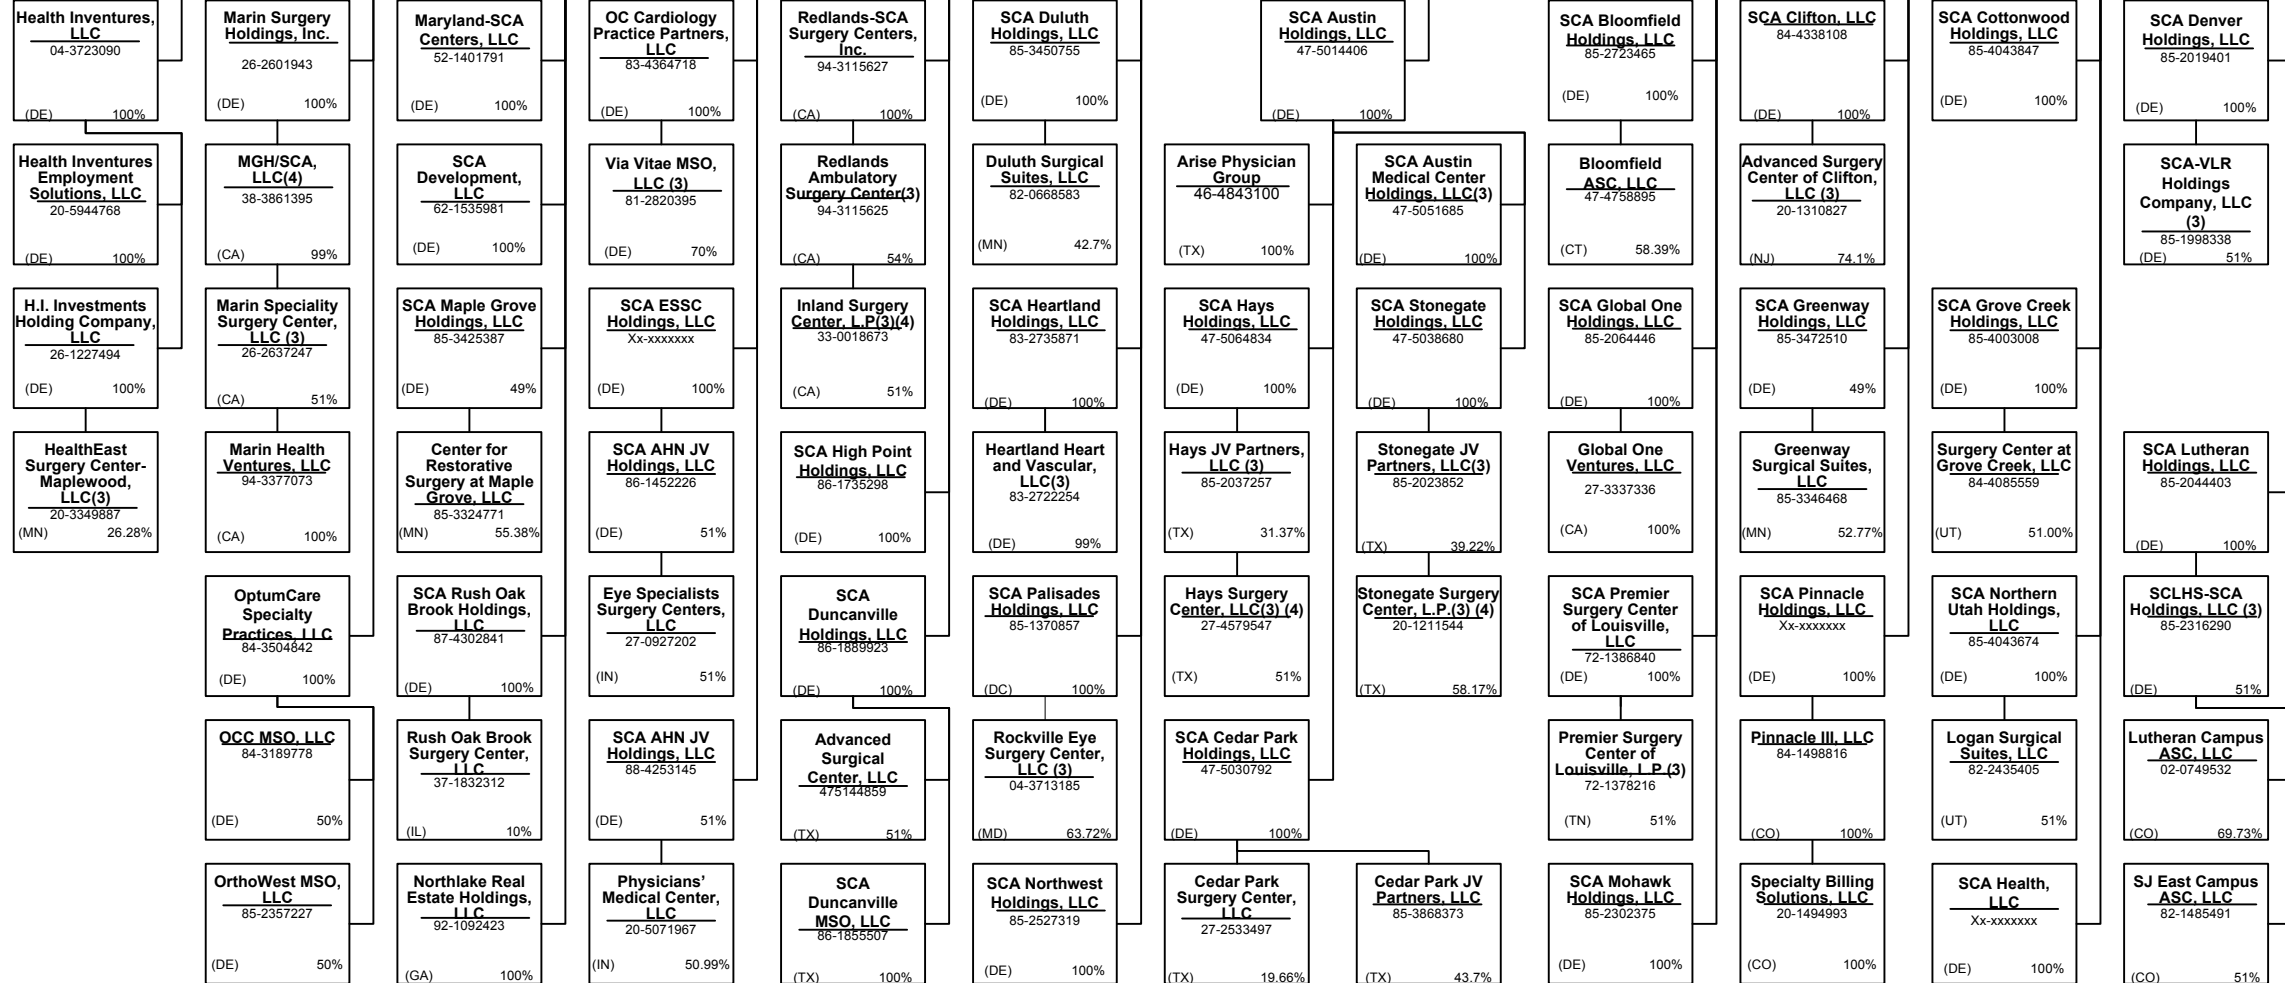 Health Inventures,
LLC
04-3723090
(DE) 100%
Marin Surgery
Holdings, Inc.
26-2601943
(DE) 100%
Maryland-SCA
Centers, LLC
52-1401791
(DE) 100%
OC Cardiology
Practice Partners,
LLC
83-4364718
(DE) 100%
Redlands-SCA
Surgery Centers,
Inc.
94-3115627
(CA) 100%
SCA Duluth
Holdings, LLC
85-3450755
(DE) 100%
SCA Austin
Holdings, LLC
47-5014406
(DE) 100%
SCA Bloomfield
Holdings, LLC
85-2723465
(DE) 100%
SCA Clifton, LLC
84-4338108
(DE) 100%
SCA Cottonwood
Holdings, LLC
85-4043847
(DE) 100%
SCA Denver
Holdings, LLC
85-2019401
(DE) 100%
Health Inventures
Employment
Solutions, LLC
20-5944768
(DE) 100%
MGH/SCA,
LLC(4)
38-3861395
(CA) 99%
SCA
Development,
LLC
62-1535981
(DE) 100%
Via Vitae MSO,
LLC (3)
81-2820395
(DE) 70%
Redlands
Ambulatory
Surgery Center(3)
94-3115625
(CA) 54%
Duluth Surgical
Suites, LLC
82-0668583
(MN) 42.7%
Arise Physician
Group
46-4843100
(TX) 100%
SCA Austin
Medical Center
Holdings, LLC(3)
47-5051685
(DE) 100%
Bloomfield
ASC, LLC
47-4758895
(CT) 58.39%
Advanced Surgery
Center of Clifton,
LLC (3)
20-1310827
(NJ) 74.1%
SCA-VLR
Holdings
Company, LLC
(3)
85-1998338
(DE) 51%
H.I. Investments
Holding Company,
LLC
26-1227494
(DE) 100%
Marin Speciality
Surgery Center,
LLC (3)
26-2637247
(CA) 51%
SCA Maple Grove
Holdings, LLC
85-3425387
(DE) 49%
SCA ESSC
Holdings, LLC
Xx-xxxxxxx
(DE) 100%
Inland Surgery
Center, L.P(3)(4)
33-0018673
(CA) 51%
SCA Heartland
Holdings, LLC
83-2735871
(DE) 100%
SCA Hays
Holdings, LLC
47-5064834
(DE) 100%
SCA Stonegate
Holdings, LLC
47-5038680
(DE) 100%
SCA Global One
Holdings, LLC
85-2064446
(DE) 100%
SCA Greenway
Holdings, LLC
85-3472510
(DE) 49%
SCA Grove Creek
Holdings, LLC
85-4003008
(DE) 100%
HealthEast
Surgery Center-
Maplewood,
LLC(3)
20-3349887
(MN) 26.28%
Marin Health
Ventures, LLC
94-3377073
(CA) 100%
Center for
Restorative
Surgery at Maple
Grove, LLC
85-3324771
(MN) 55.38%
SCA AHN JV
Holdings, LLC
86-1452226
(DE) 51%
SCA High Point
Holdings, LLC
86-1735298
(DE) 100%
Heartland Heart
and Vascular,
LLC(3)
83-2722254
(DE) 99%
Hays JV Partners,
LLC (3)
85-2037257
(TX) 31.37%
Stonegate JV
Partners, LLC(3)
85-2023852
(TX) 39.22%
Global One
Ventures, LLC
27-3337336
(CA) 100%
Greenway
Surgical Suites,
LLC
85-3346468
(MN) 52.77%
Surgery Center at
Grove Creek, LLC
84-4085559
(UT) 51.00%
SCA Lutheran
Holdings, LLC
85-2044403
(DE) 100%
OptumCare
Specialty
Practices, LLC
84-3504842
(DE) 100%
SCA Rush Oak
Brook Holdings,
LLC
87-4302841
(DE) 100%
Eye Specialists
Surgery Centers,
LLC
27-0927202
(IN) 51%
SCA
Duncanville
Holdings, LLC
86-1889923
(DE) 100%
SCA Palisades
Holdings, LLC
85-1370857
(DC) 100%
Hays Surgery
Center, LLC(3) (4)
27-4579547
(TX) 51%
Stonegate Surgery
Center, L.P.(3) (4)
20-1211544
(TX) 58.17%
SCA Premier
Surgery Center
of Louisville,
LLC
72-1386840
(DE) 100%
SCA Pinnacle
Holdings, LLC
Xx-xxxxxxx
(DE) 100%
SCA Northern
Utah Holdings,
LLC
85-4043674
(DE) 100%
SCLHS-SCA
Holdings, LLC (3)
85-2316290
(DE) 51%
OCC MSO, LLC
84-3189778
(DE) 50%
Rush Oak Brook
Surgery Center,
LLC
37-1832312
(IL) 10%
SCA AHN JV
Holdings, LLC
88-4253145
(DE) 51%
Advanced
Surgical
Center, LLC
475144859
(TX) 51%
Rockville Eye
Surgery Center,
LLC (3)
04-3713185
(MD) 63.72%
SCA Cedar Park
Holdings, LLC
47-5030792
(DE) 100%
Premier Surgery
Center of
Louisville, L.P.(3)
72-1378216
(TN) 51%
Pinnacle III, LLC
84-1498816
(CO) 100%
Logan Surgical
Suites, LLC
82-2435405
(UT) 51%
Lutheran Campus
ASC, LLC
02-0749532
(CO) 69.73%
OrthoWest MSO,
LLC
85-2357227
(DE) 50%
Northlake Real
Estate Holdings,
LLC
92-1092423
(GA) 100%
Physicians’
Medical Center,
LLC
20-5071967
(IN) 50.99%
SCA
Duncanville
MSO, LLC
86-1855507
(TX) 100%
SCA Northwest
Holdings, LLC
85-2527319
(DE) 100%
Cedar Park
Surgery Center,
LLC
27-2533497
(TX) 19.66%
Cedar Park JV
Partners, LLC
85-3868373
(TX) 43.7%
SCA Mohawk
Holdings, LLC
85-2302375
(DE) 100%
Specialty Billing
Solutions, LLC
20-1494993
(CO) 100%
SCA Health,
LLC
Xx-xxxxxxx
(DE) 100%
SJ East Campus
ASC, LLC
82-1485491
(CO) 51%